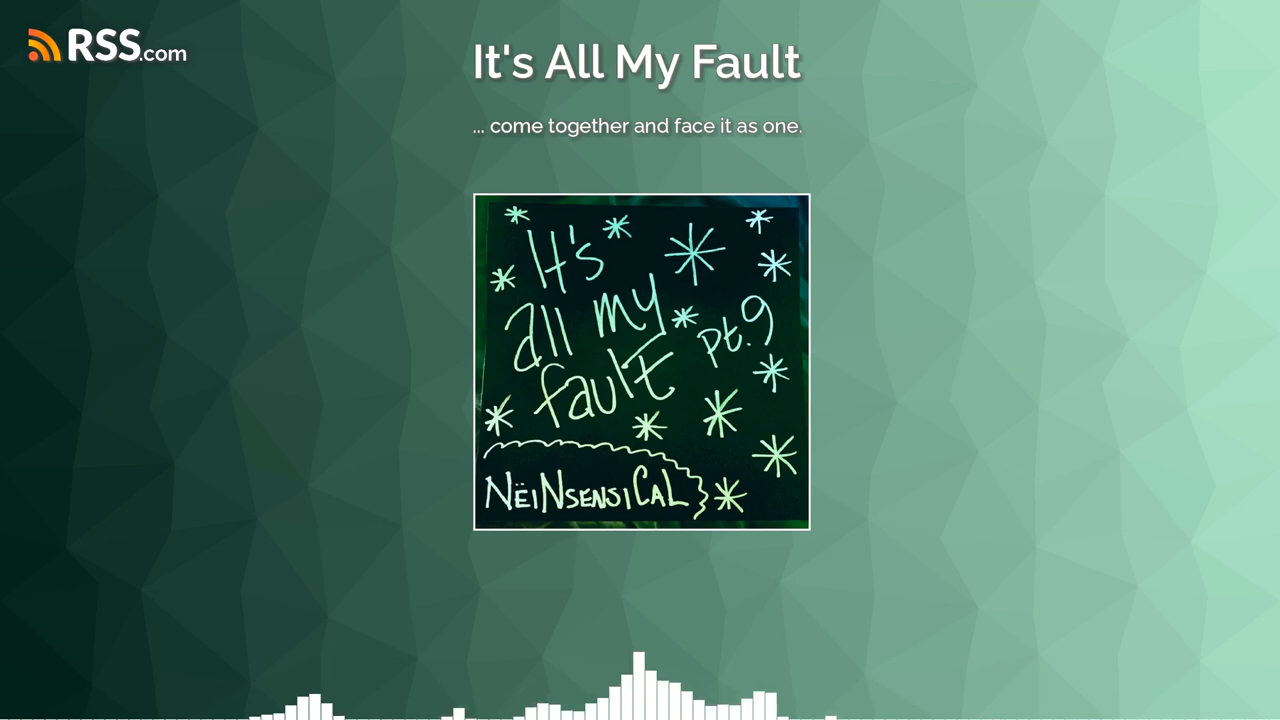 RSS.com
It's All My Fault
... come together and face it as one.
It's
all my
fault
pt.9
NëiNsensiCaL